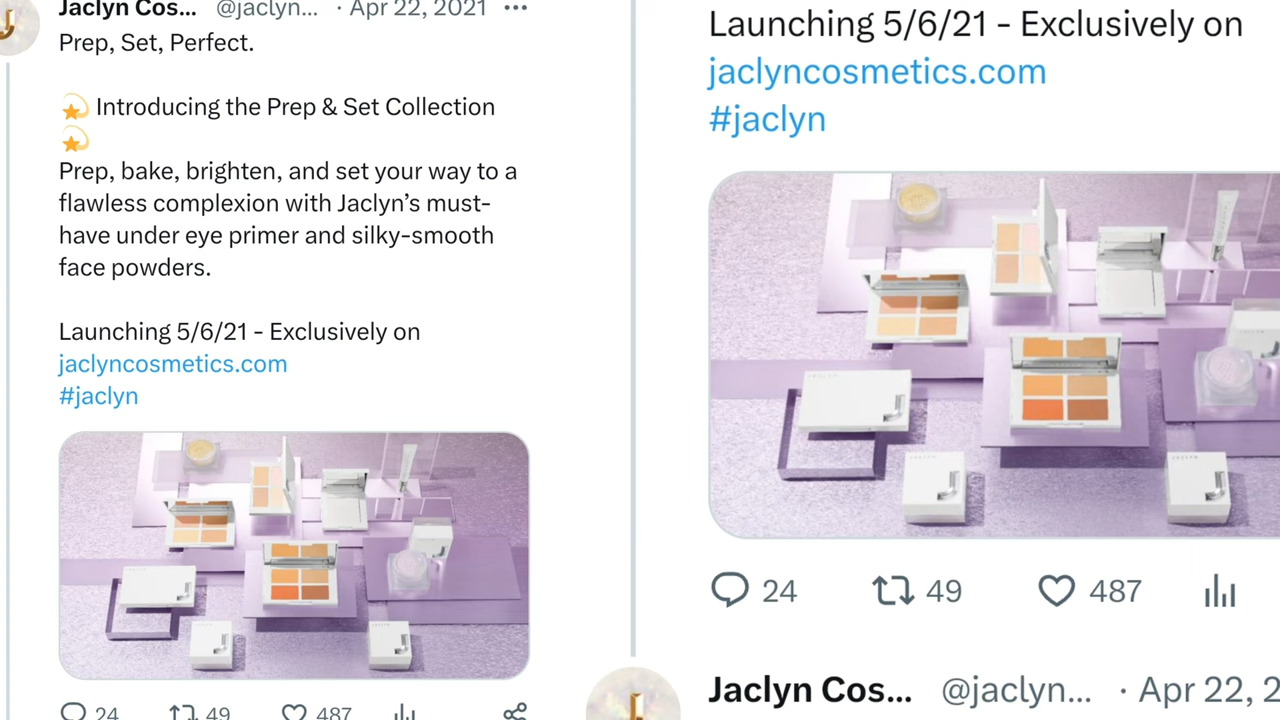 Jaclyn Cos... @jaclyn... · Apr 22, 2021 ...
Prep, Set, Perfect.
💫 Introducing the Prep & Set Collection
💫
Prep, bake, brighten, and set your way to a
flawless complexion with Jaclyn’s must-
have under eye primer and silky-smooth
face powders.
Launching 5/6/21 - Exclusively on
jaclyncosmetics.com
#jaclyn
24 49 487
Launching 5/6/21 - Exclusively on
jaclyncosmetics.com
#jaclyn
24 49 487
Jaclyn Cos... @jaclyn... · Apr 22, 2